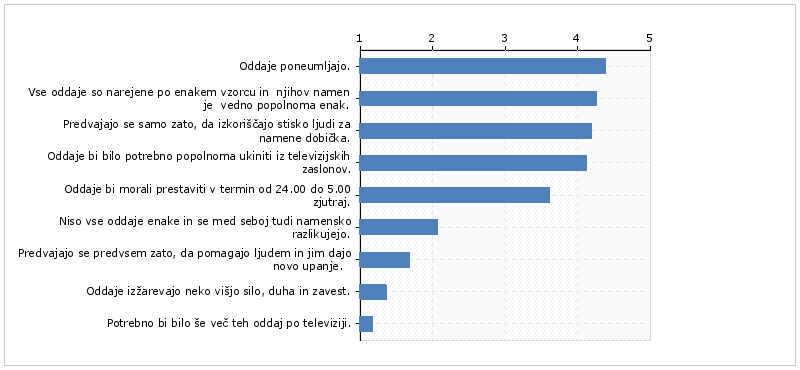 1 2 3 4 5
Oddaje poneumljajo.
Vse oddaje so narejene po enakem vzorcu in njihov namen
je vedno popolnoma enak.
Predvajajo se samo zato, da izkoriščajo stisko ljudi za
namene dobička.
Oddaje bi bilo potrebno popolnoma ukiniti iz televizijskih
zaslonov.
Oddaje bi morali prestaviti v termin od 24.00 do 5.00
zjutraj.
Niso vse oddaje enake in se med seboj tudi namensko
razlikujejo.
Predvajajo se predvsem zato, da pomagajo ljudem in jim dajo
novo upanje.
Oddaje izžarevajo neko višjo silo, duha in zavest.
Potrebno bi bilo še več teh oddaj po televiziji.